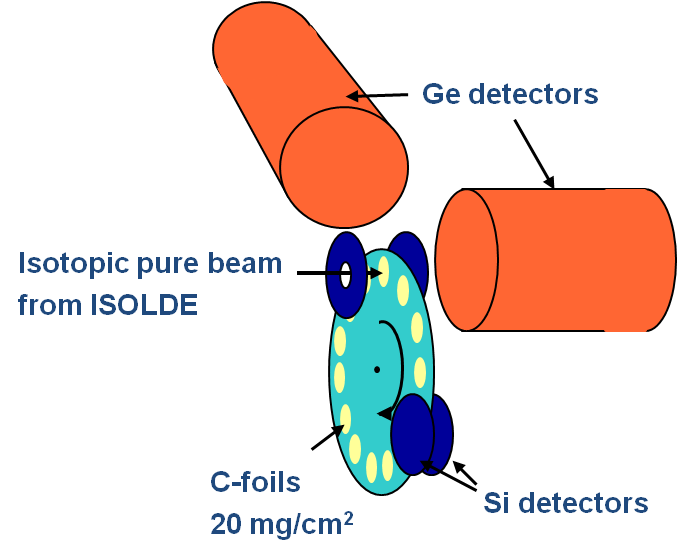 Ge detectors
Isotopic pure beam
from ISOLDE
C-foils
20 mg/cm²
Si detectors